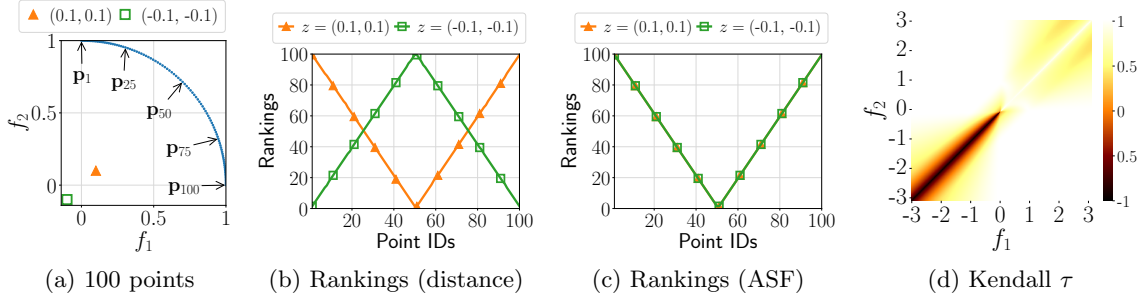 (0.1, 0.1) (-0.1, -0.1)
f2
1
0.5
0
p1
p25
p50
p75
p100
0 0.5 1
f1
(a) 100 points
z = (0.1, 0.1) z = (-0.1, -0.1)
Rankings
100
80
60
40
20
0
20 40 60 80 100
Point IDs
(b) Rankings (distance)
z = (0.1, 0.1) z = (-0.1, -0.1)
Rankings
100
80
60
40
20
0
20 40 60 80 100
Point IDs
(c) Rankings (ASF)
f2
3
2
1
0
-1
-2
-3
-3 -2 -1 0 1 2 3
f1
1
0.5
0
-0.5
-1
(d) Kendall τ